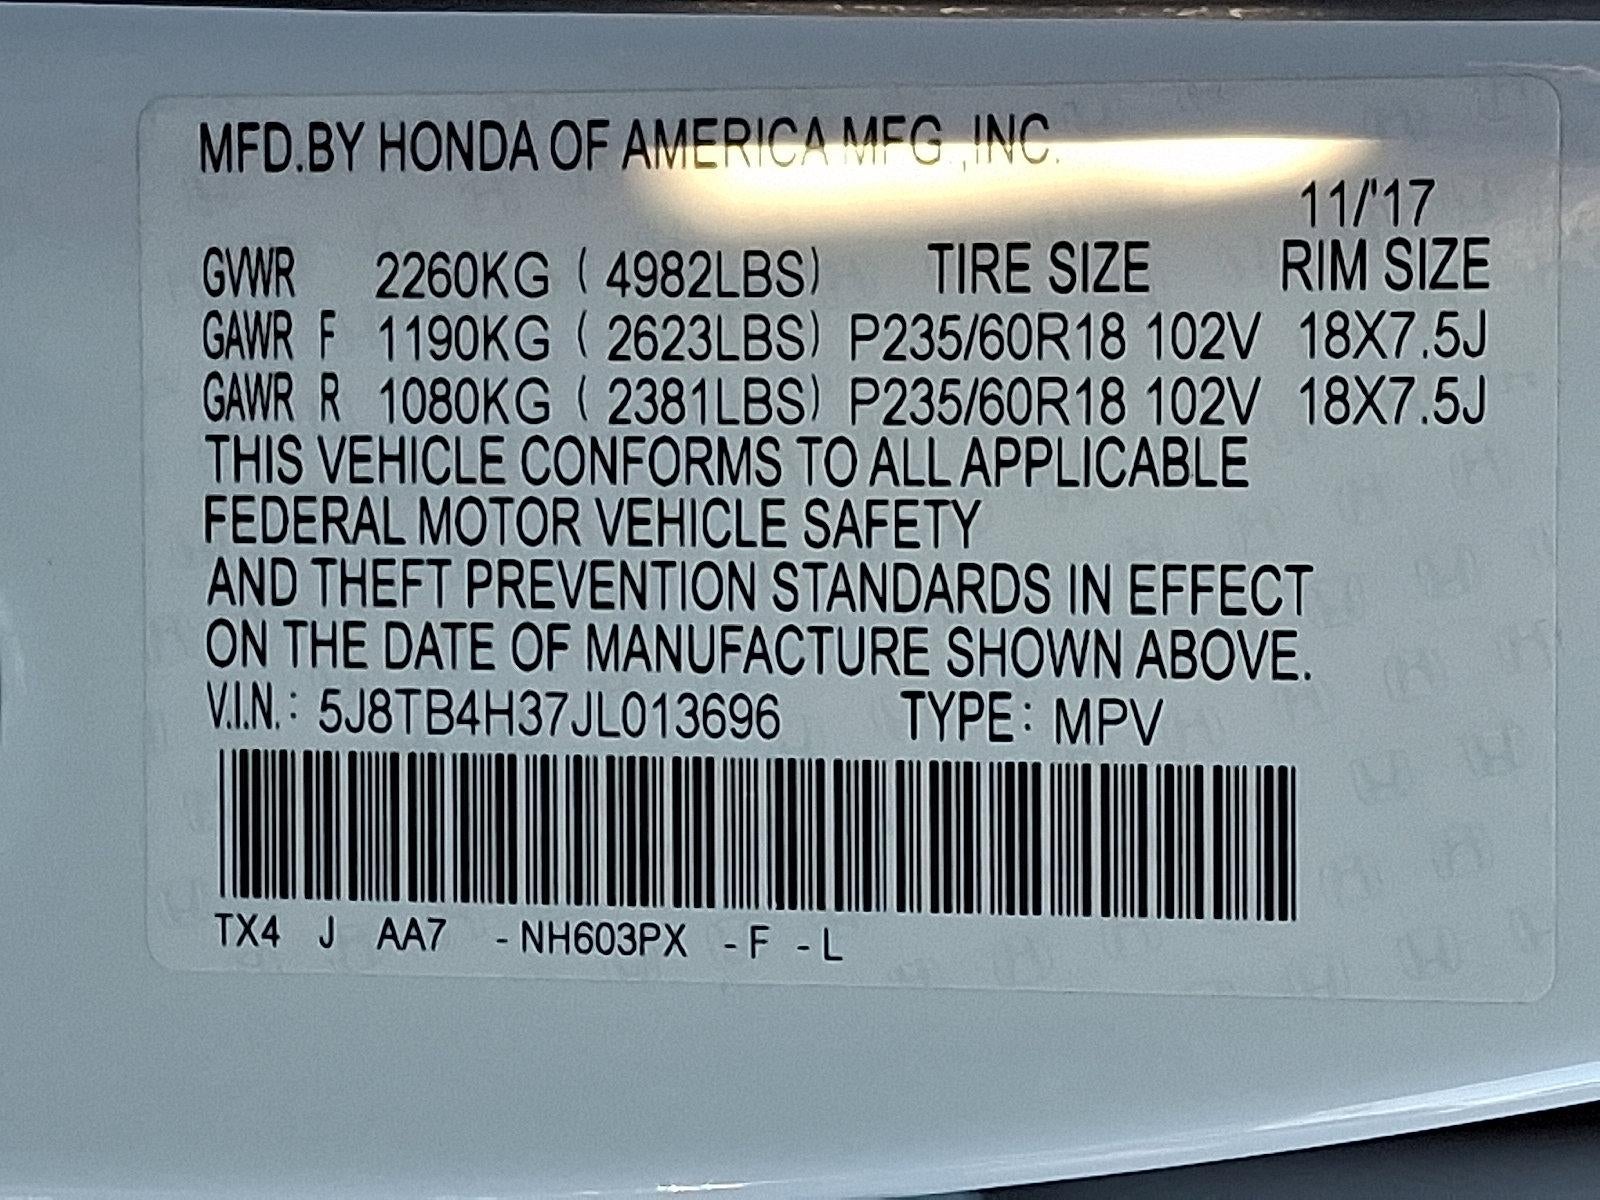 MFD.BY HONDA OF AMERICA MFG.,INC.
11/'17
GVWR 2260KG ( 4982LBS) TIRE SIZE RIM SIZE
GAWR F 1190KG ( 2623LBS) P235/60R18 102V 18X7.5J
GAWR R 1080KG ( 2381LBS) P235/60R18 102V 18X7.5J
THIS VEHICLE CONFORMS TO ALL APPLICABLE
FEDERAL MOTOR VEHICLE SAFETY
AND THEFT PREVENTION STANDARDS IN EFFECT
ON THE DATE OF MANUFACTURE SHOWN ABOVE.
V.I.N.: 5J8TB4H37JL013696 TYPE: MPV
TX4 J AA7 -NH603PX -F -L